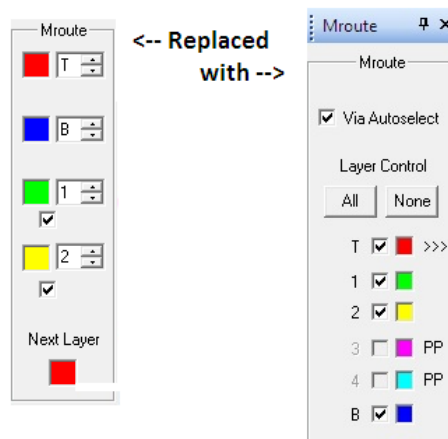 Mroute
T
B
1
2
Next Layer
<-- Replaced
with -->
Mroute
Mroute
Via Autoselect
Layer Control
All None
T >>>
1
2
3 PP
4 PP
B